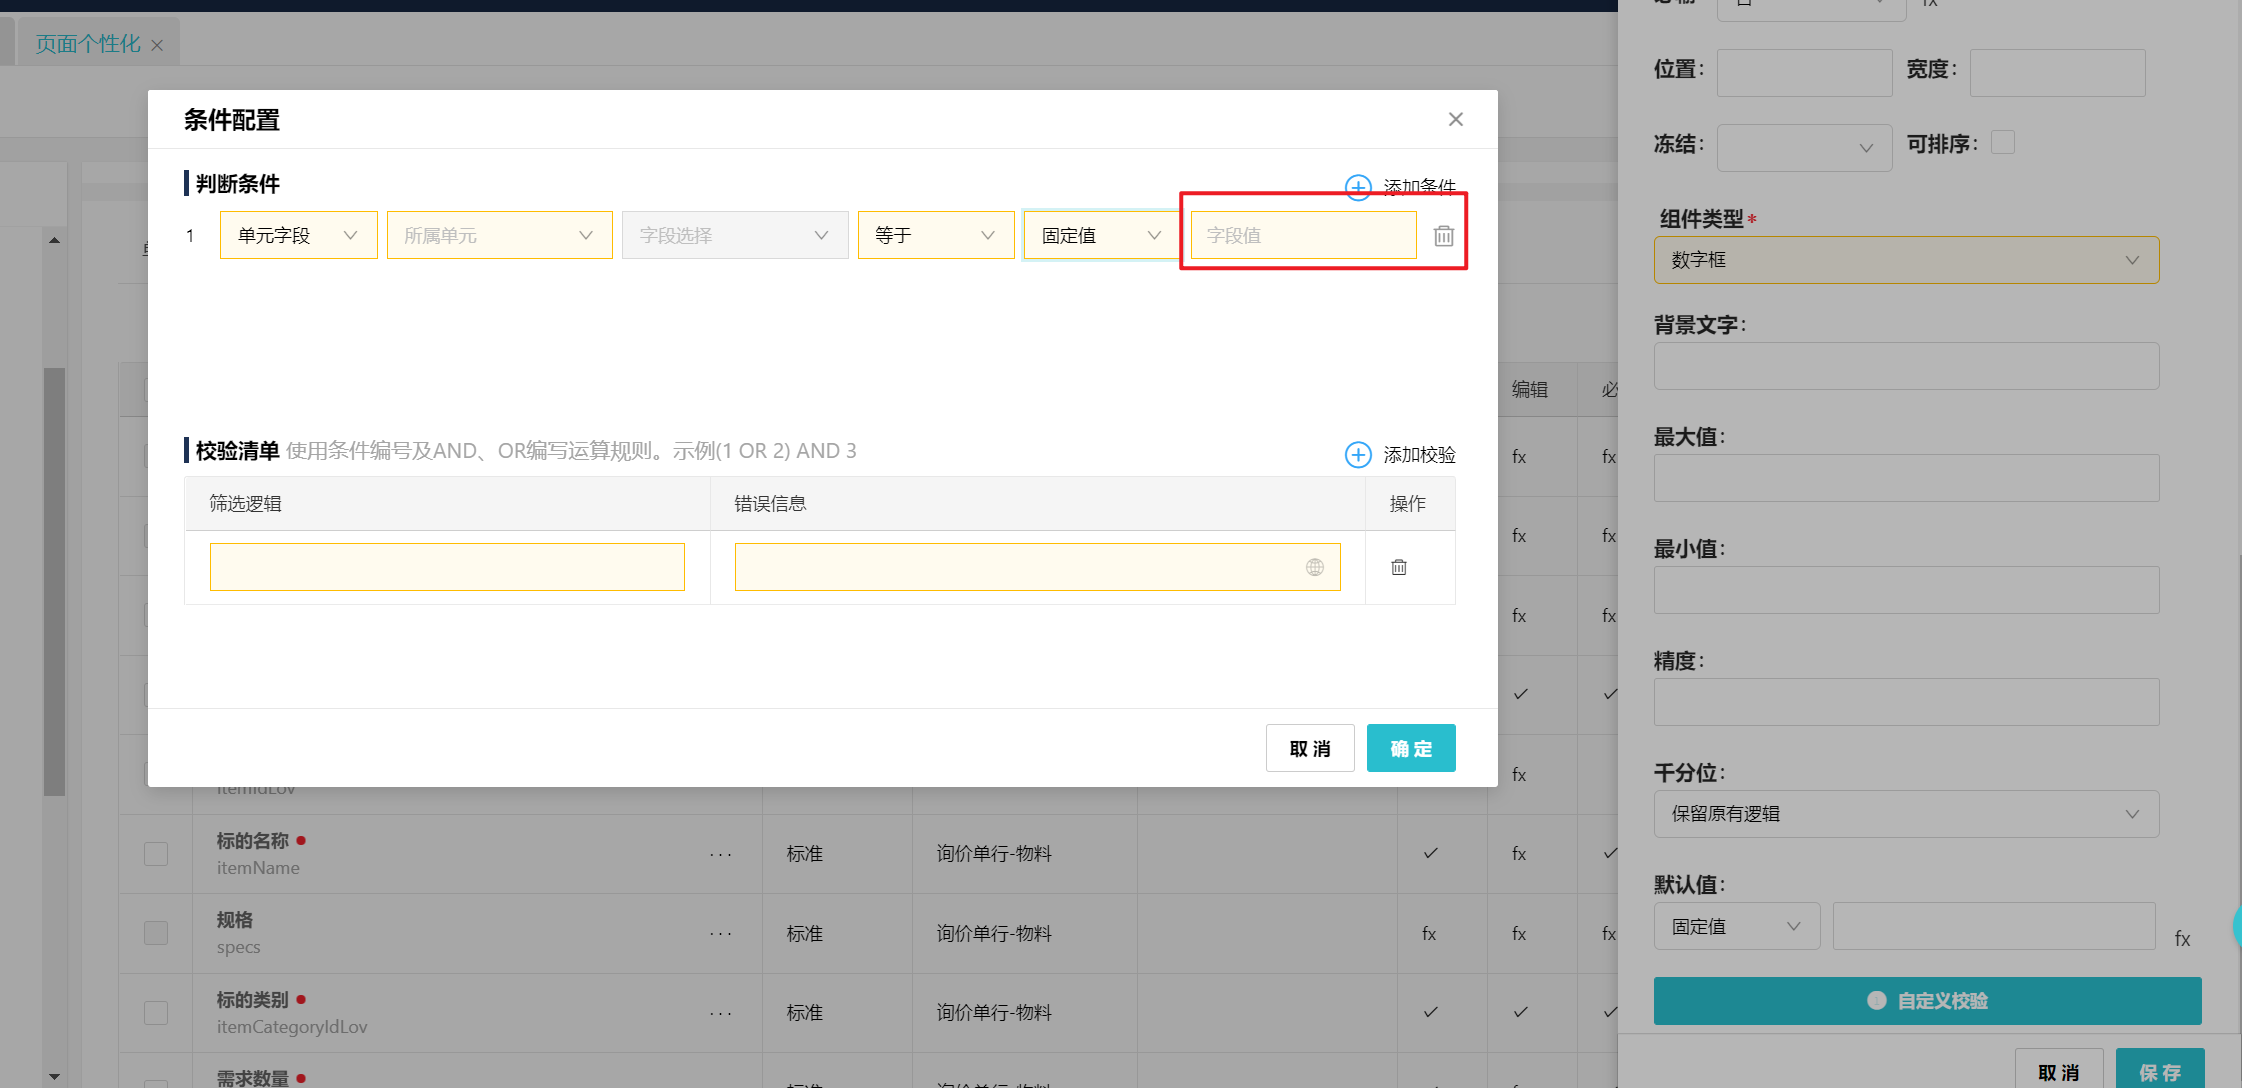 页面个性化
条件配置
判断条件
添加条件
1 单元字段 所属单元 字段选择 等于 固定值 字段值
校验清单 使用条件编号及AND、OR编写运算规则。示例(1 OR 2) AND 3
添加校验
筛选逻辑 错误信息 操作
取 消 确 定
编辑
fx fx
fx fx
fx fx
fx
itemIdLov
标的名称
itemName
... 标准 询价单行-物料 fx
规格
specs
... 标准 询价单行-物料 fx fx fx
标的类别
itemCategoryIdLov
... 标准 询价单行-物料
需求数量
fx
位置: 宽度:
冻结: 可排序:
组件类型*
数字框
背景文字:
最大值:
最小值:
精度:
千分位:
保留原有逻辑
默认值:
固定值 fx
自定义校验
取 消 保 存